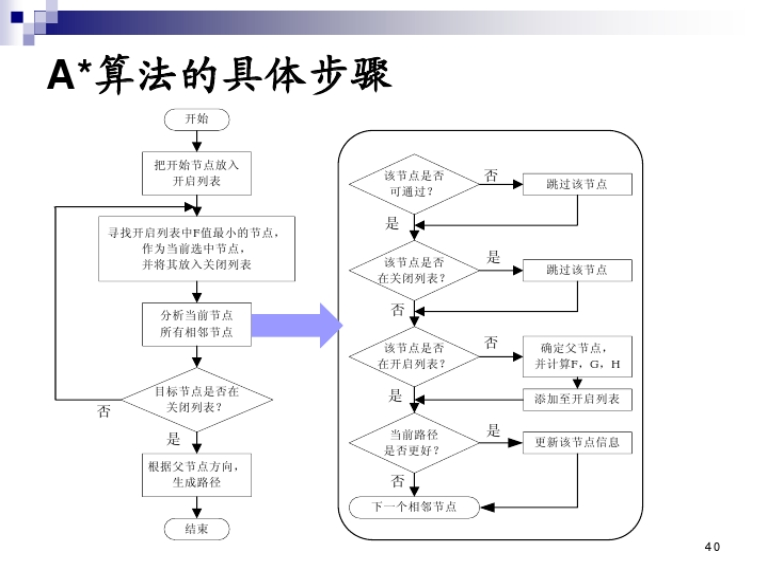 A*算法的具体步骤
开始
把开始节点放入
开启列表
寻找开启列表中F值最小的节点，
作为当前选中节点，
并将其放入关闭列表
分析当前节点
所有相邻节点
目标节点是否在
关闭列表？
否
是
根据父节点方向，
生成路径
结束
该节点是否
可通过？
否
跳过该节点
是
该节点是否
在关闭列表？
是
跳过该节点
否
该节点是否
在开启列表？
否
确定父节点，
并计算F，G，H
添加至开启列表
是
当前路径
是否更好？
是
更新该节点信息
否
下一个相邻节点
40